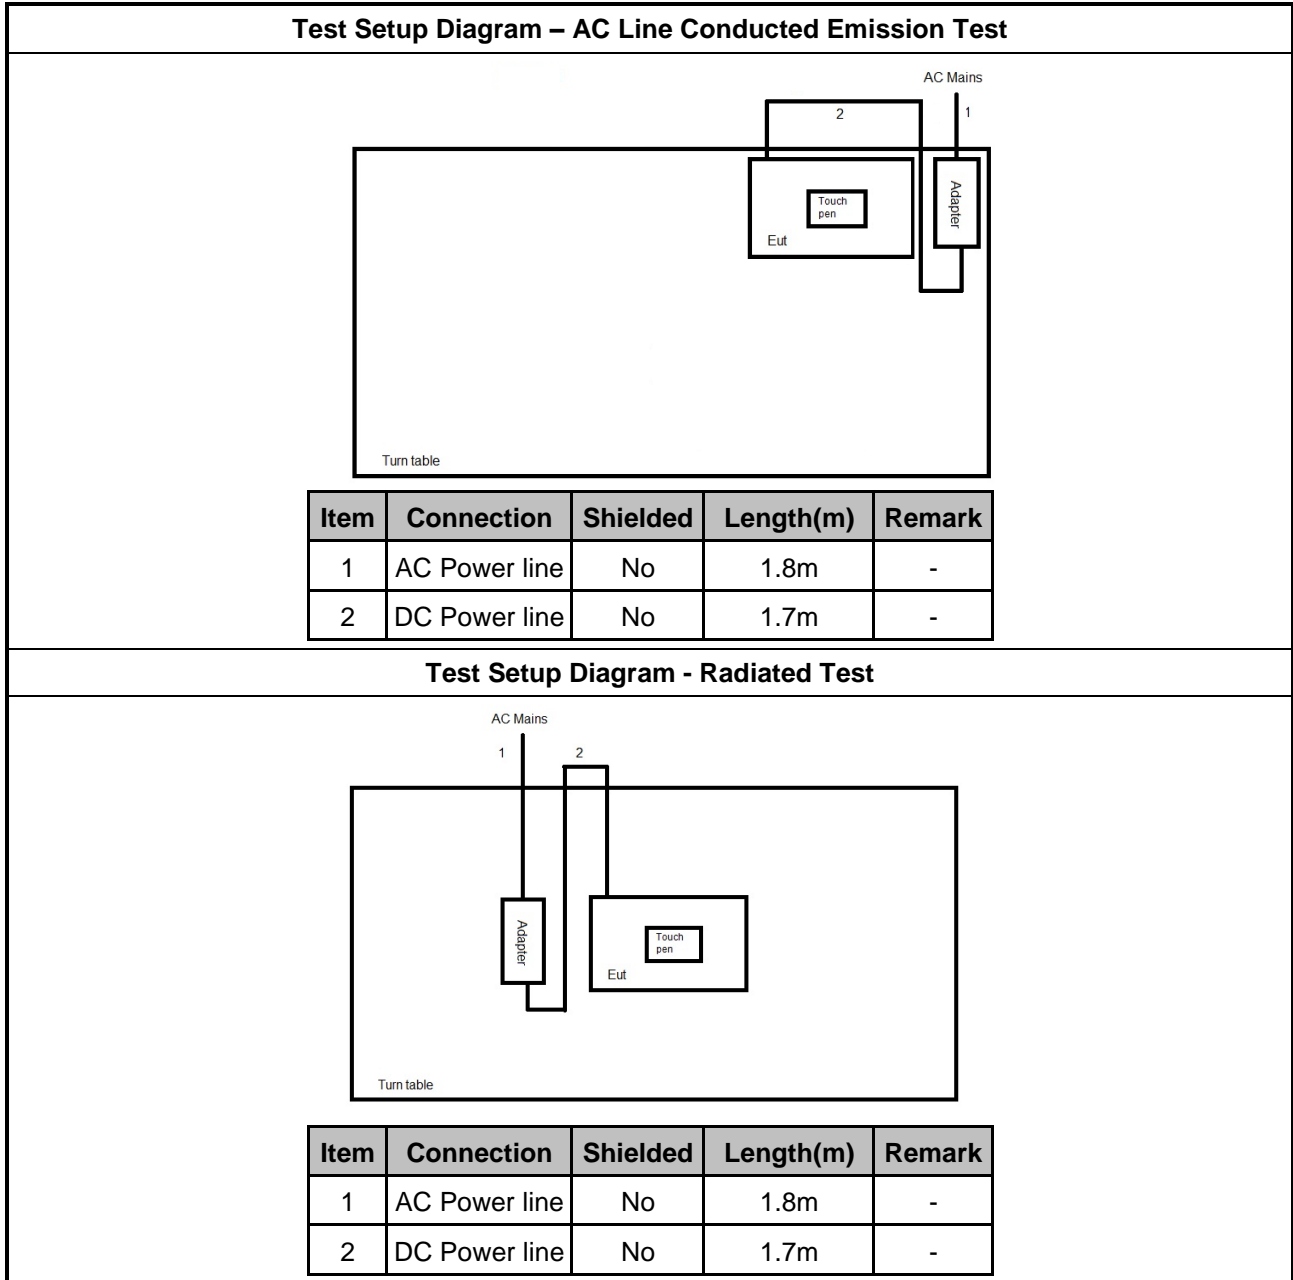 Test Setup Diagram – AC Line Conducted Emission Test
AC Mains
2
1
Touch
pen
Adapter
Eut
Turn table
Item Connection Shielded Length(m) Remark
1 AC Power line No 1.8m -
2 DC Power line No 1.7m -
Test Setup Diagram - Radiated Test
AC Mains
1
2
Adapter
Touch
pen
Eut
Turn table
Item Connection Shielded Length(m) Remark
1 AC Power line No 1.8m -
2 DC Power line No 1.7m -